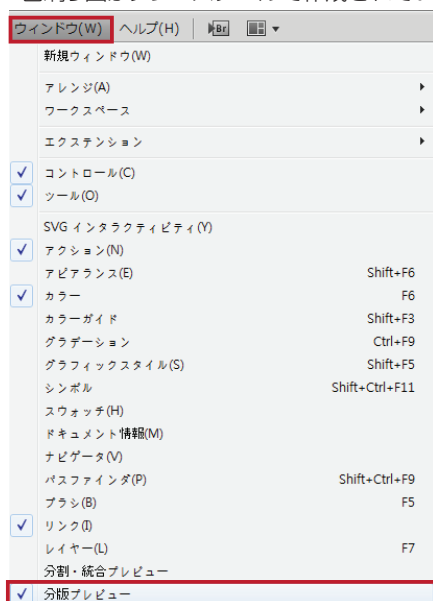 ウィンドウ(W) ヘルプ(H) Br
新規ウィンドウ(W)
アレンジ(A)
ワークスペース
エクステンション
コントロール(C)
ツール(O)
SVG インタラクティビティ(Y)
アクション(N)
アピアランス(E) Shift+F6
カラー F6
カラーガイド Shift+F3
グラデーション Ctrl+F9
グラフィックスタイル(S) Shift+F5
シンボル Shift+Ctrl+F11
スウォッチ(H)
ドキュメント情報(M)
ナビゲータ(V)
パスファインダ(P) Shift+Ctrl+F9
ブラシ(B) F5
リンク(I)
レイヤー(L) F7
分割・統合プレビュー
分版プレビュー